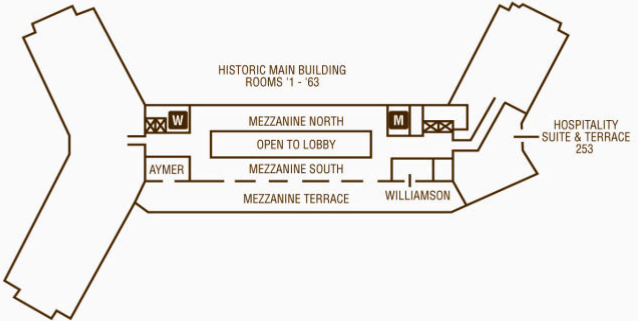 HISTORIC MAIN BUILDING
ROOMS '1 - '63
W
MEZZANINE NORTH
M
OPEN TO LOBBY
HOSPITALITY
SUITE & TERRACE
253
AYMER
MEZZANINE SOUTH
MEZZANINE TERRACE
WILLIAMSON